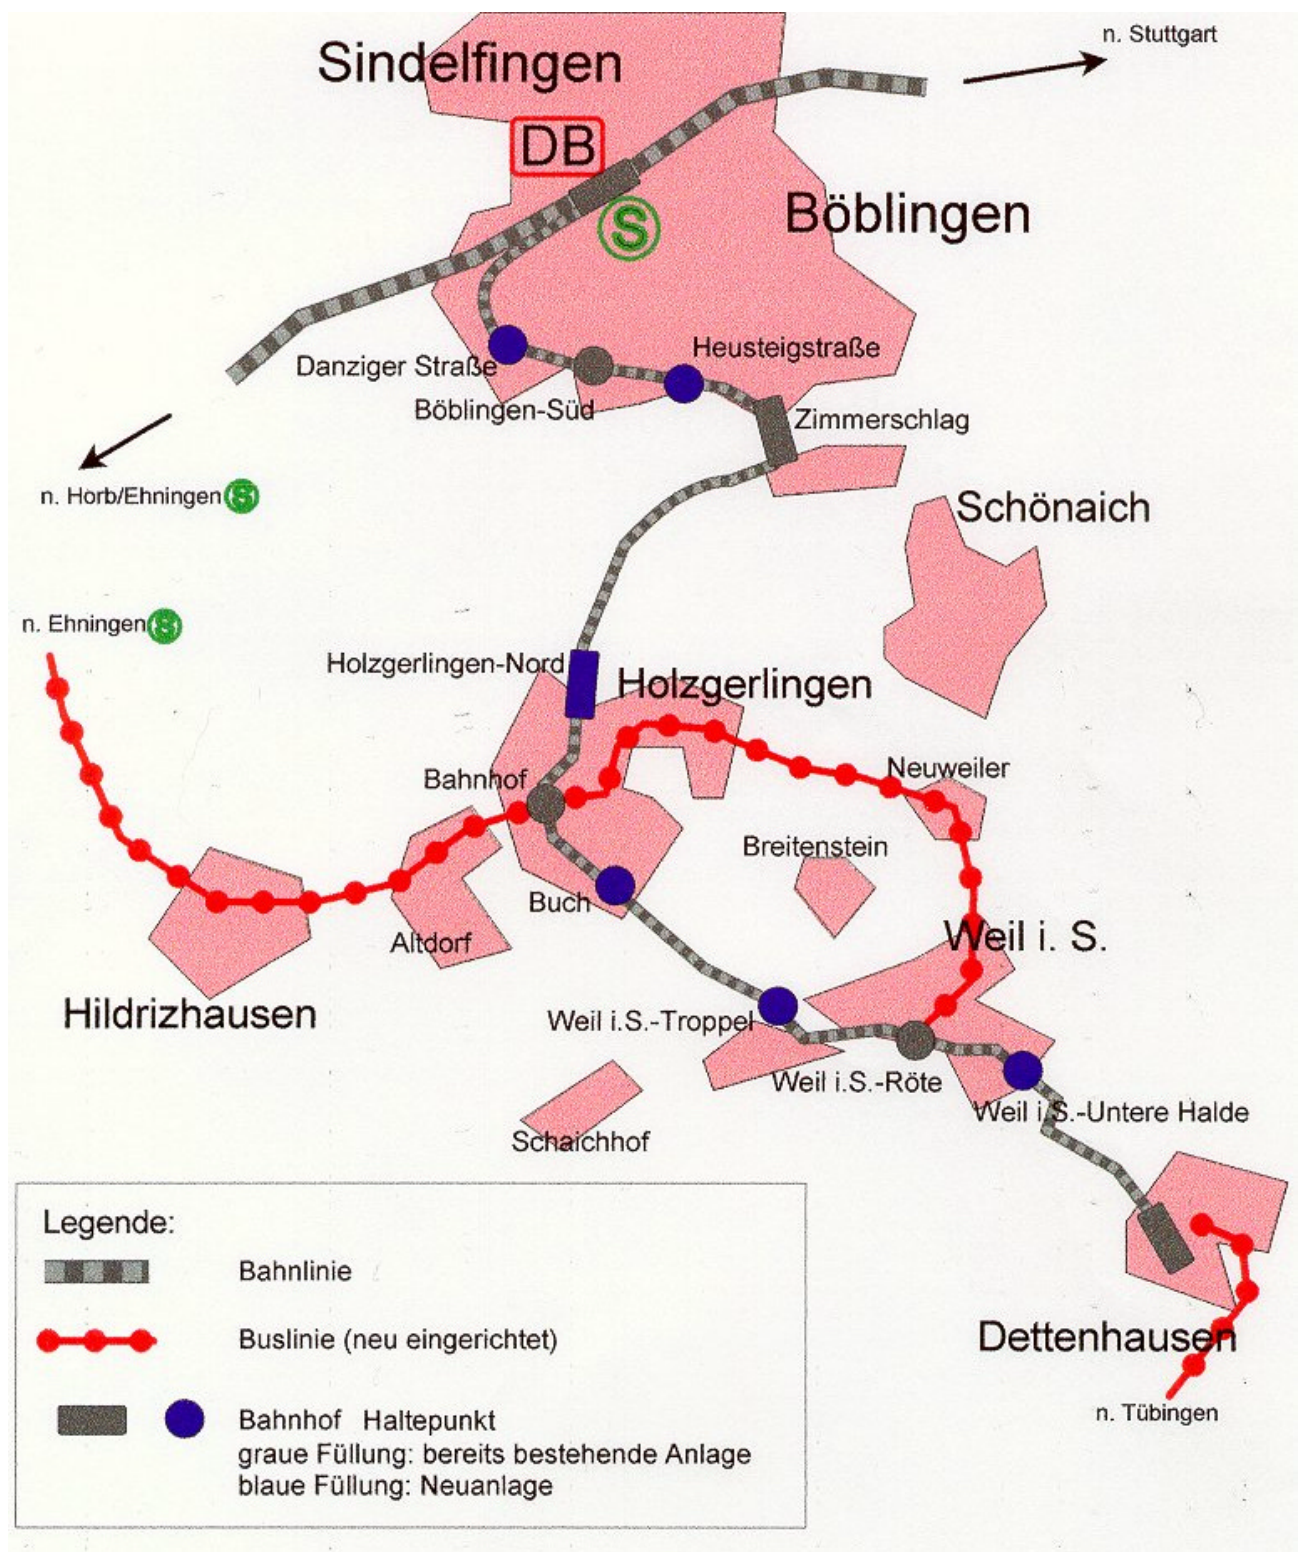 n. Stuttgart
Sindelfingen
DB
S
Böblingen
Heusteigstraße
Danziger Straße
Böblingen-Süd
Zimmerschlag
n. Horb/Ehningen S
Schönaich
n. Ehningen S
Holzgerlingen-Nord
Holzgerlingen
Bahnhof
Neuweiler
Breitenstein
Buch
Altdorf
Weil i. S.
Hildrizhausen
Weil i.S.-Troppel
Weil i.S.-Röte
Weil i.S.-Untere Halde
Schaichhof
Legende:
Bahnlinie
Buslinie (neu eingerichtet)
Bahnhof Haltepunkt
graue Füllung: bereits bestehende Anlage
blaue Füllung: Neuanlage
Dettenhausen
n. Tübingen